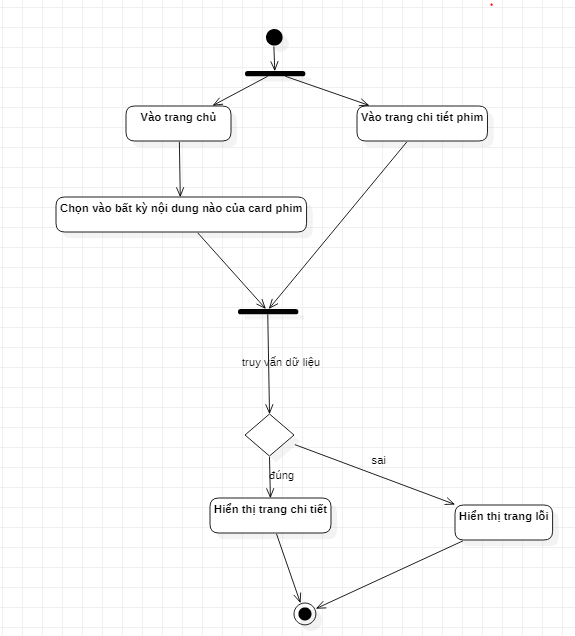 Vào trang chủ
Vào trang chi tiét phim
Chọn vào bất kỳ nội dung nào của card phim
truy vấn dữ liệu
sai
đúng
Hiển thị trang chi tiết
Hiển thị trang lỗi